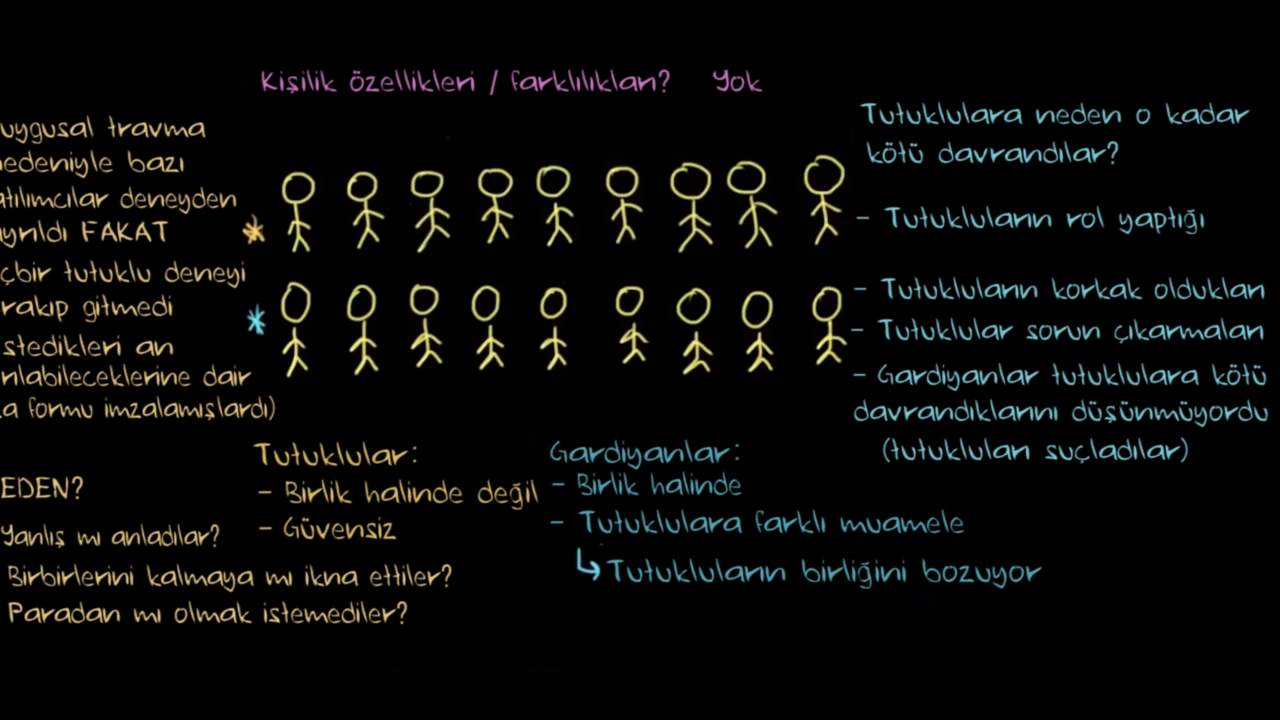 Kişilik özellikleri / farklılıkları? Yok
uygusal travma
edeniyle bazı
atılımcılar deneyden
yrıldı FAKAT
çbir tutuklu deneyi
rakıp gitmedi
stedikleri an
rılabileceklerine dair
a formu imzalamışlardı)
EDEN?
Yanlış mı anladılar?
Birbirlerini kalmaya mı ikna ettiler?
Paradan mı olmak istemediler?
Tutuklular:
- Birlik halinde değil
- Güvensiz
Gardiyanlar:
- Birlik halinde
- Tutuklulara farklı muamele
↳ Tutukluların birliğini bozuyor
Tutuklulara neden o kadar
kötü davrandılar?
- Tutukluların rol yaptığı
- Tutukluların korkak oldukları
- Tutuklular sorun çıkarmaları
- Gardiyanlar tutuklulara kötü
davrandıklarını düşünmüyordu
(tutukluları suçladılar)